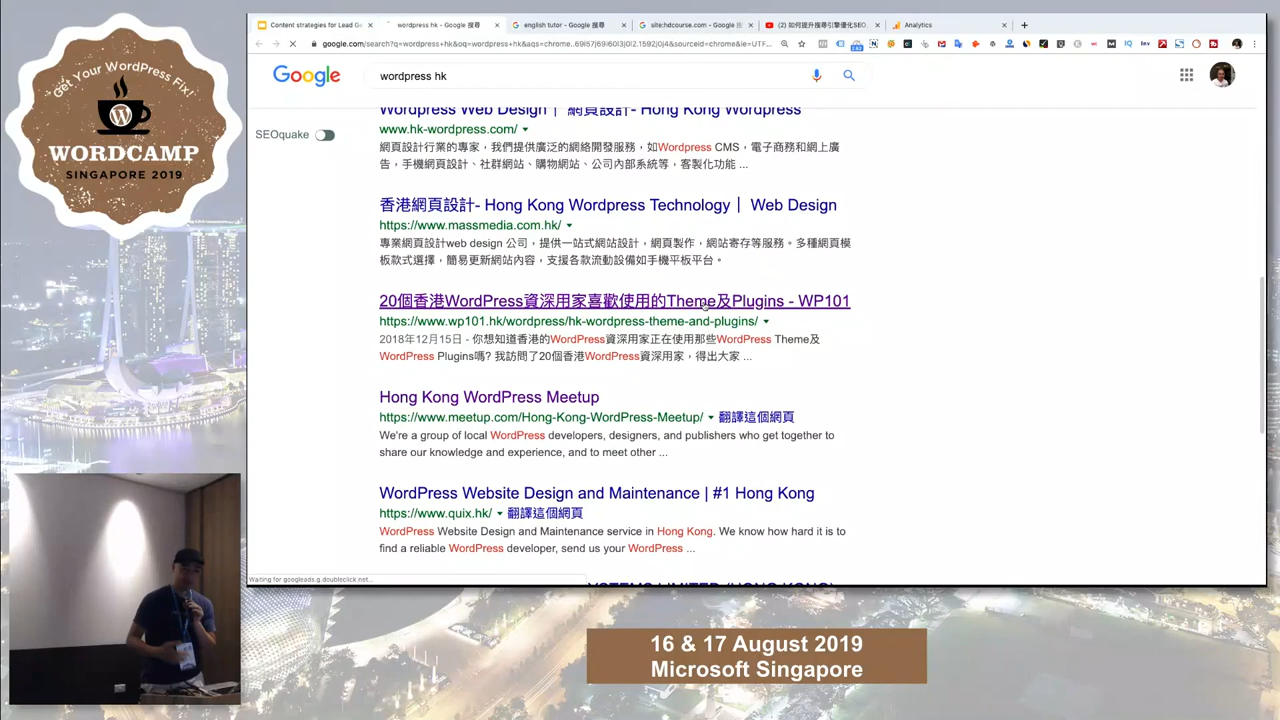 "Get Your WordPress Fix!"
WORDCAMP
SINGAPORE 2019
Content strategies for Lead Ge
wordpress hk - Google 搜尋
english tutor - Google 搜尋
site:hdcourse.com - Google 搜
(2) 如何提升搜尋引擎優化SEO
Analytics
google.com/search?q=wordpress+hk&oq=wordpress+hk&aqs=chrome..69i57j69i60l3j0l2.1592j0j4&sourceid=chrome&ie=UTF...
Google
wordpress hk
SEOquake
Wordpress Web Design｜ 網頁設計- Hong Kong Wordpress
www.hk-wordpress.com/
網頁設計行業的專家，我們提供廣泛的網絡開發服務，如Wordpress CMS，電子商務和網上廣
告，手機網頁設計、社群網站、購物網站、公司內部系統等，客製化功能 ...
香港網頁設計- Hong Kong Wordpress Technology｜ Web Design
https://www.massmedia.com.hk/
專業網頁設計web design 公司，提供一站式網站設計，網頁製作，網站寄存等服務。多種網頁模
板款式選擇，簡易更新網站內容，支援各款流動設備如手機平板平台。
20個香港WordPress資深用家喜歡使用的Theme及Plugins - WP101
https://www.wp101.hk/wordpress/hk-wordpress-theme-and-plugins/
2018年12月15日 - 你想知道香港的WordPress資深用家正在使用那些WordPress Theme及
WordPress Plugins嗎? 我訪問了20個香港WordPress資深用家，得出大家 ...
Hong Kong WordPress Meetup
https://www.meetup.com/Hong-Kong-WordPress-Meetup/ 翻譯這個網頁
We're a group of local WordPress developers, designers, and publishers who get together to
share our knowledge and experience, and to meet other ...
WordPress Website Design and Maintenance | #1 Hong Kong
https://www.quix.hk/ 翻譯這個網頁
WordPress Website Design and Maintenance service in Hong Kong. We know how hard it is to
find a reliable WordPress developer, send us your WordPress ...
Waiting for googleads.g.doubleclick.net...
16 & 17 August 2019
Microsoft Singapore